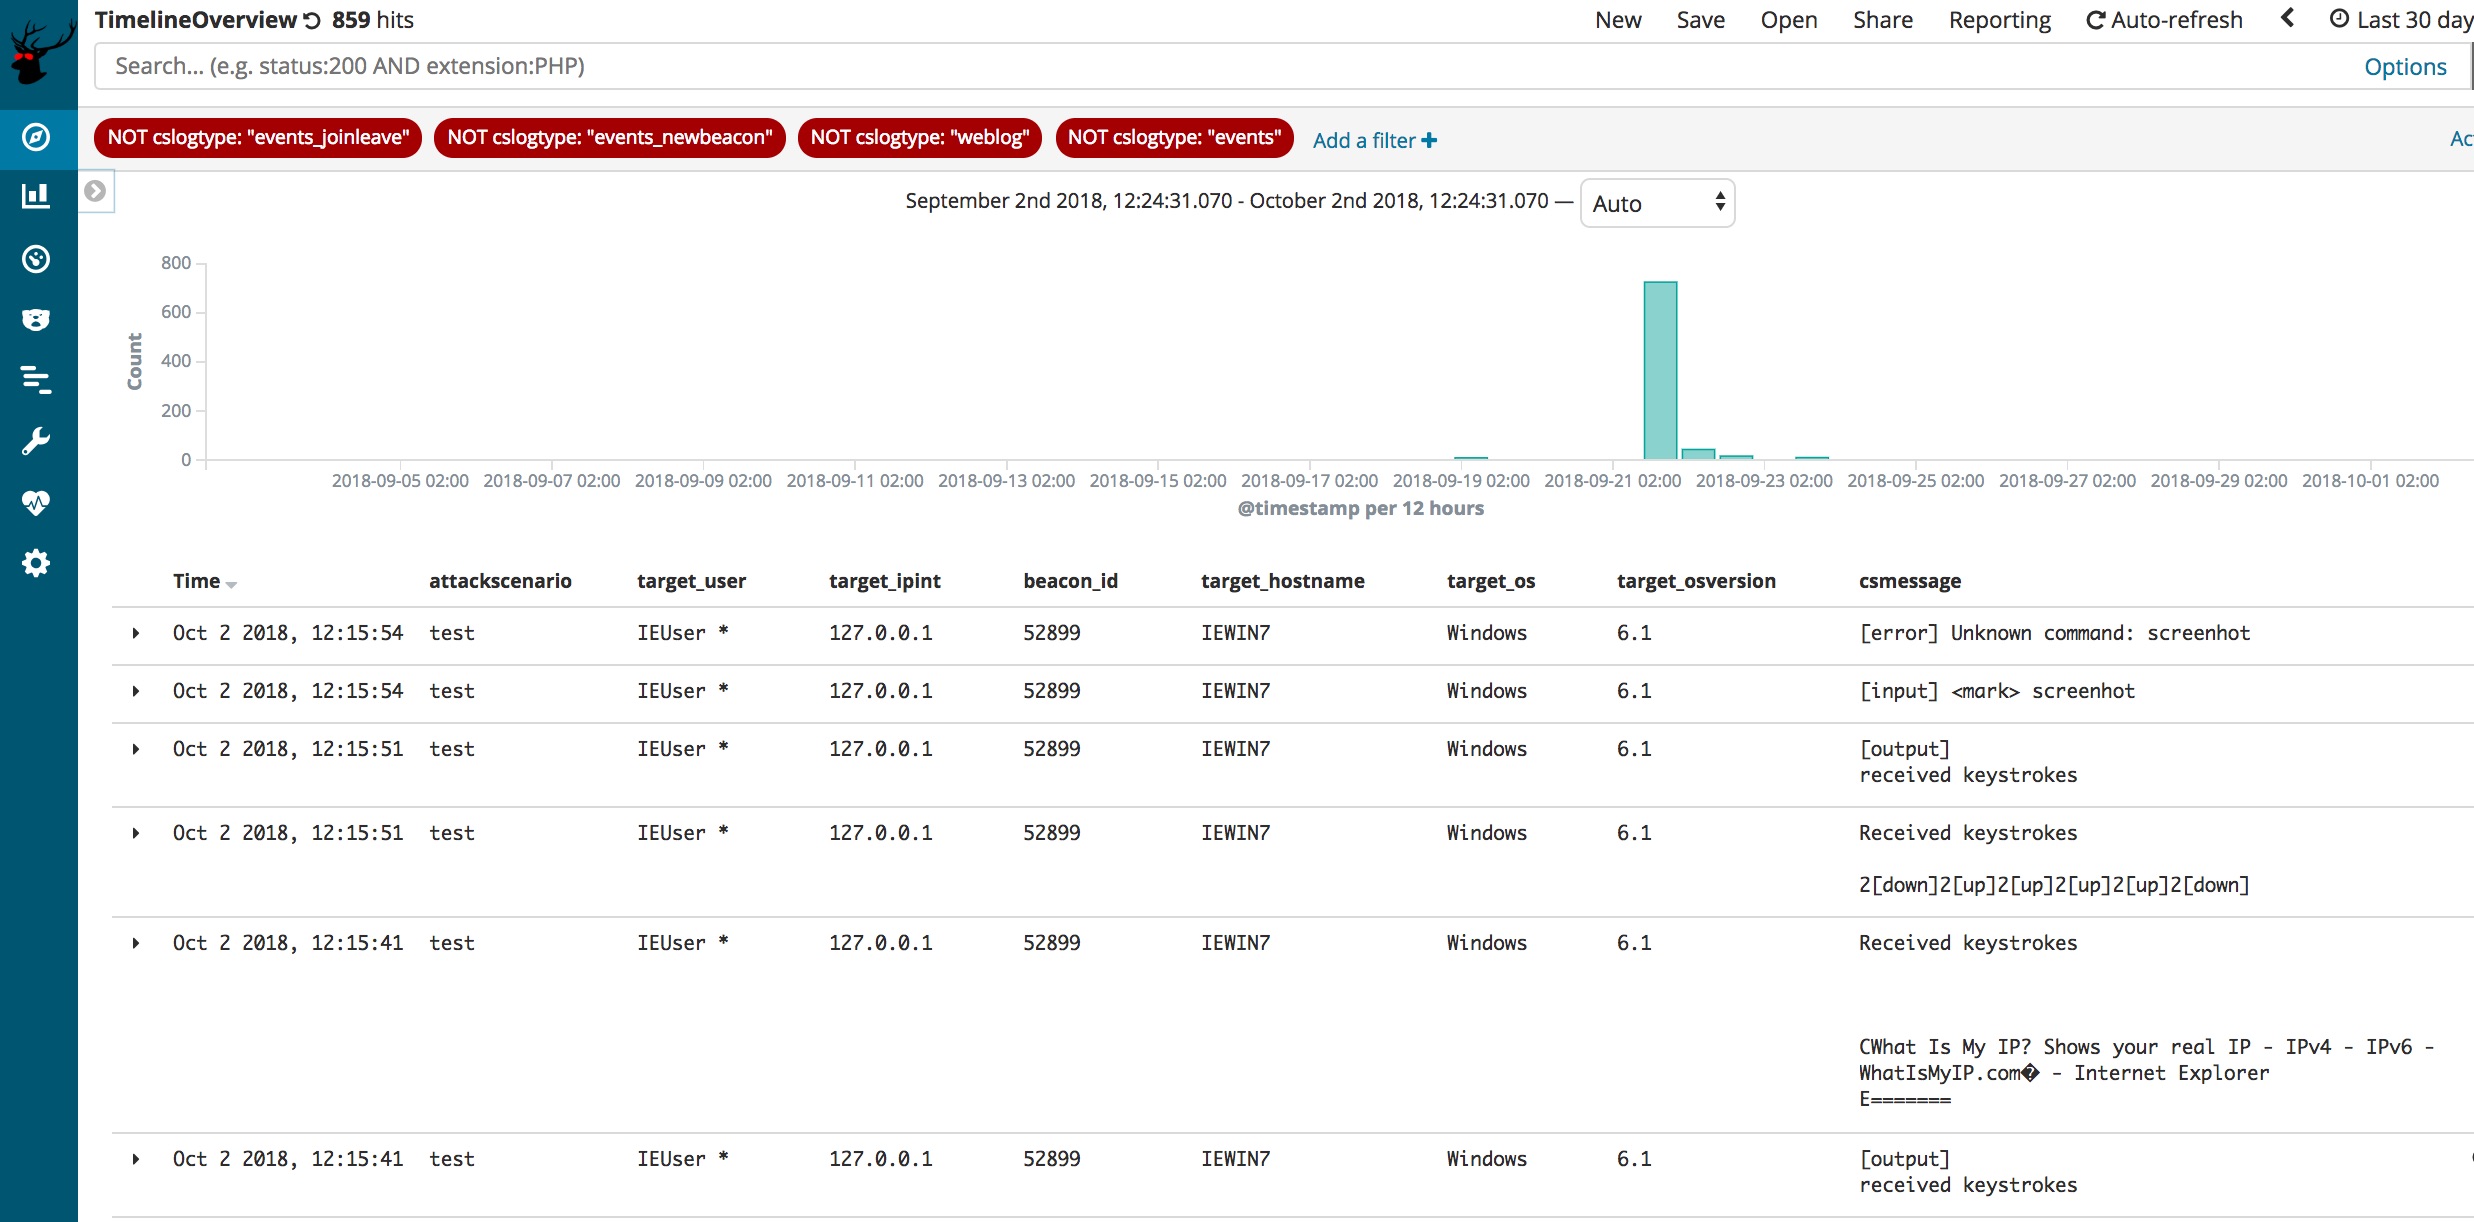 TimelineOverview 859 hits
New Save Open Share Reporting Auto-refresh Last 30 day
Search... (e.g. status:200 AND extension:PHP)
Options
NOT cslogtype: "events_joinleave" NOT cslogtype: "events_newbeacon" NOT cslogtype: "weblog" NOT cslogtype: "events" Add a filter + Ac
September 2nd 2018, 12:24:31.070 - October 2nd 2018, 12:24:31.070 — Auto
800
600
400
200
0
Count
2018-09-05 02:00 2018-09-07 02:00 2018-09-09 02:00 2018-09-11 02:00 2018-09-13 02:00 2018-09-15 02:00 2018-09-17 02:00 2018-09-19 02:00 2018-09-21 02:00 2018-09-23 02:00 2018-09-25 02:00 2018-09-27 02:00 2018-09-29 02:00 2018-10-01 02:00
@timestamp per 12 hours
Time attackscenario target_user target_ipint beacon_id target_hostname target_os target_osversion csmessage
Oct 2 2018, 12:15:54 test IEUser * 127.0.0.1 52899 IEWIN7 Windows 6.1 [error] Unknown command: screenhot
Oct 2 2018, 12:15:54 test IEUser * 127.0.0.1 52899 IEWIN7 Windows 6.1 [input] <mark> screenhot
Oct 2 2018, 12:15:51 test IEUser * 127.0.0.1 52899 IEWIN7 Windows 6.1 [output]
received keystrokes
Oct 2 2018, 12:15:51 test IEUser * 127.0.0.1 52899 IEWIN7 Windows 6.1 Received keystrokes
2[down]2[up]2[up]2[up]2[up]2[down]
Oct 2 2018, 12:15:41 test IEUser * 127.0.0.1 52899 IEWIN7 Windows 6.1 Received keystrokes
CWhat Is My IP? Shows your real IP - IPv4 - IPv6 -
WhatIsMyIP.com� - Internet Explorer
E=======
Oct 2 2018, 12:15:41 test IEUser * 127.0.0.1 52899 IEWIN7 Windows 6.1 [output]
received keystrokes